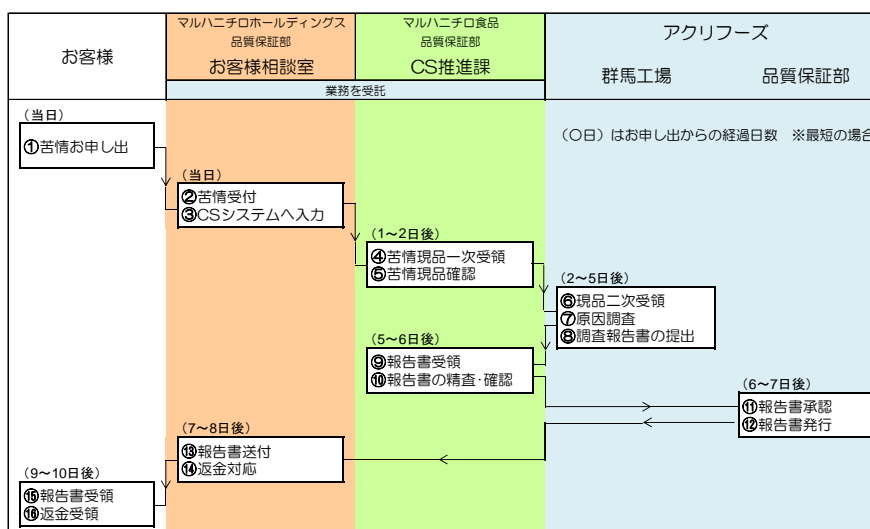 お客様
マルハニチロホールディングス
品質保証部
お客様相談室
マルハニチロ食品
品質保証部
CS推進課
アクリフーズ
群馬工場
品質保証部
業務を受託
(当日)
①苦情お申し出
(〇日)はお申し出からの経過日数 ※最短の場合
(当日)
②苦情受付
③CSシステムへ入力
(1~2日後)
④苦情現品一次受領
⑤苦情現品確認
(2~5日後)
⑥現品二次受領
⑦原因調査
⑧調査報告書の提出
(5~6日後)
⑨報告書受領
⑩報告書の精査・確認
(6~7日後)
⑪報告書承認
⑫報告書発行
(7~8日後)
⑬報告書送付
⑭返金対応
(9~10日後)
⑮報告書受領
⑯返金受領